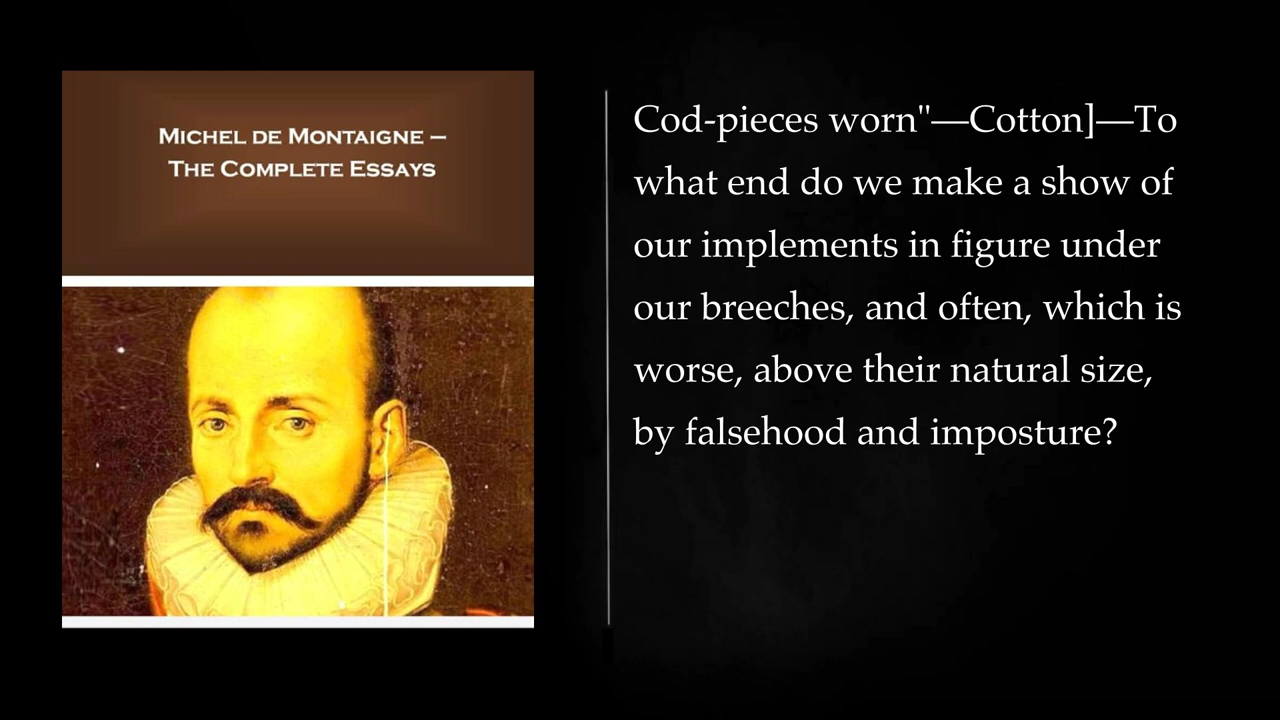 MICHEL DE MONTAIGNE –
THE COMPLETE ESSAYS
Cod-pieces worn"—Cotton]—To
what end do we make a show of
our implements in figure under
our breeches, and often, which is
worse, above their natural size,
by falsehood and imposture?